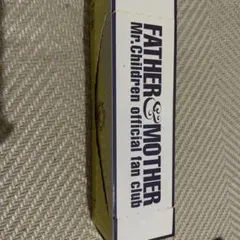 FATHER & MOTHER
Mr.Children official fan club